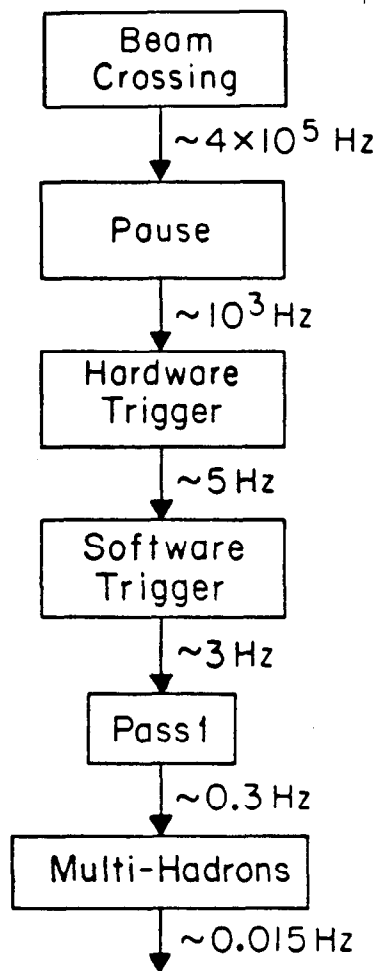 Beam
Crossing
~4×10⁵ Hz
Pause
~10³ Hz
Hardware
Trigger
~5 Hz
Software
Trigger
~3 Hz
Pass1
~0.3 Hz
Multi-Hadrons
~0.015 Hz